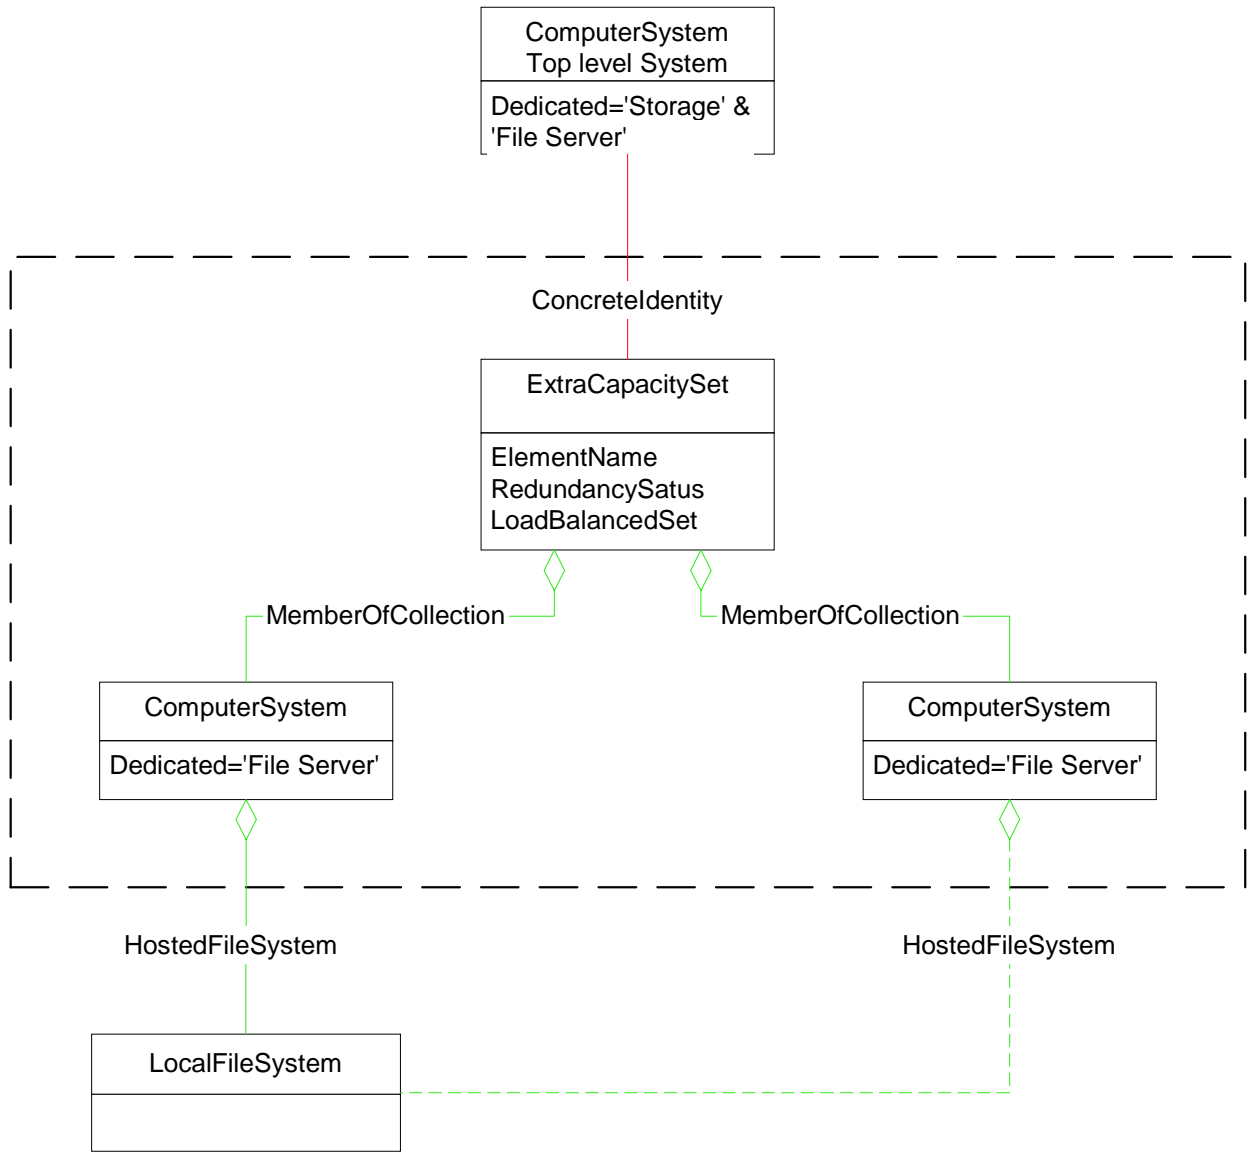 ComputerSystem
Top level System
Dedicated='Storage' &
'File Server'
ConcreteIdentity
ExtraCapacitySet
ElementName
RedundancySatus
LoadBalancedSet
MemberOfCollection
MemberOfCollection
ComputerSystem
Dedicated='File Server'
ComputerSystem
Dedicated='File Server'
HostedFileSystem
HostedFileSystem
LocalFileSystem